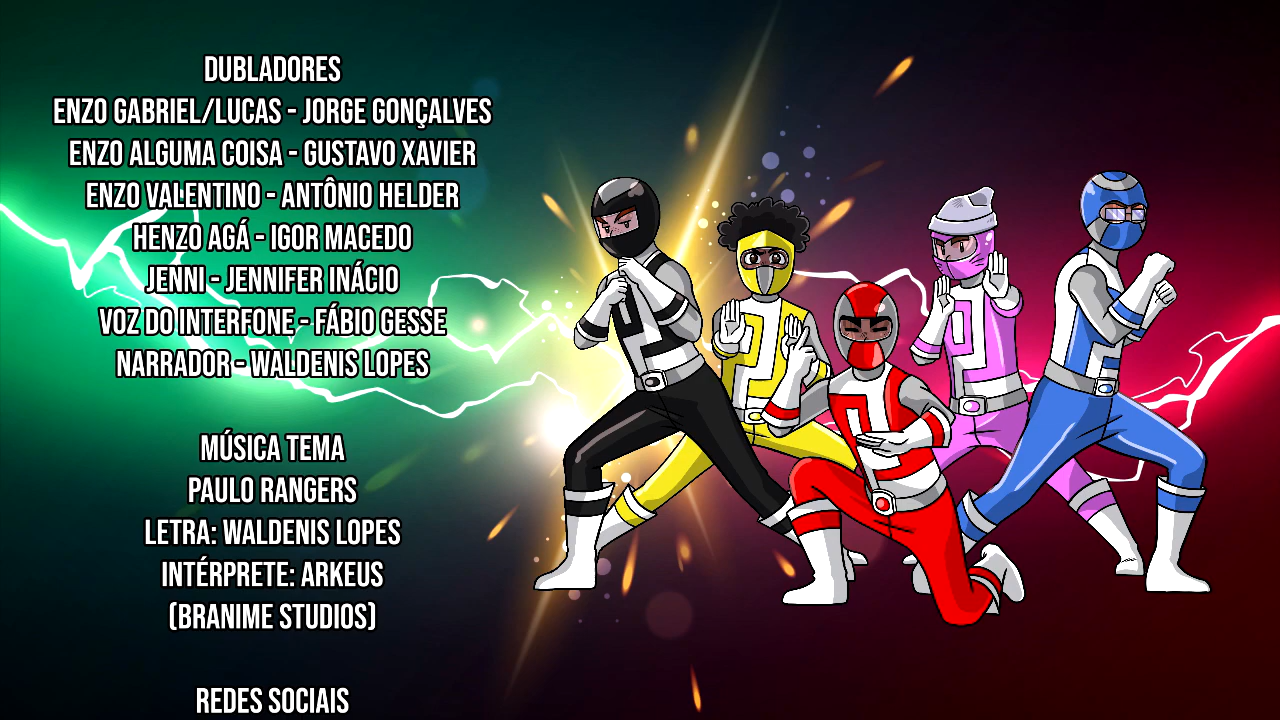 DUBLADORES
ENZO GABRIEL/LUCAS - JORGE GONÇALVES
ENZO ALGUMA COISA - GUSTAVO XAVIER
ENZO VALENTINO - ANTÔNIO HELDER
HENZO AGÁ - IGOR MACEDO
JENNI - JENNIFER INÁCIO
VOZ DO INTERFONE - FÁBIO GESSE
NARRADOR - WALDENIS LOPES
MÚSICA TEMA
PAULO RANGERS
LETRA: WALDENIS LOPES
INTÉRPRETE: ARKEUS
(BRANIME STUDIOS)
REDES SOCIAIS